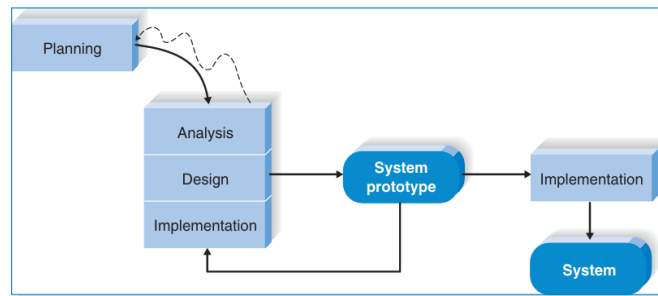 Planning
Analysis
Design
Implementation
System
prototype
Implementation
System